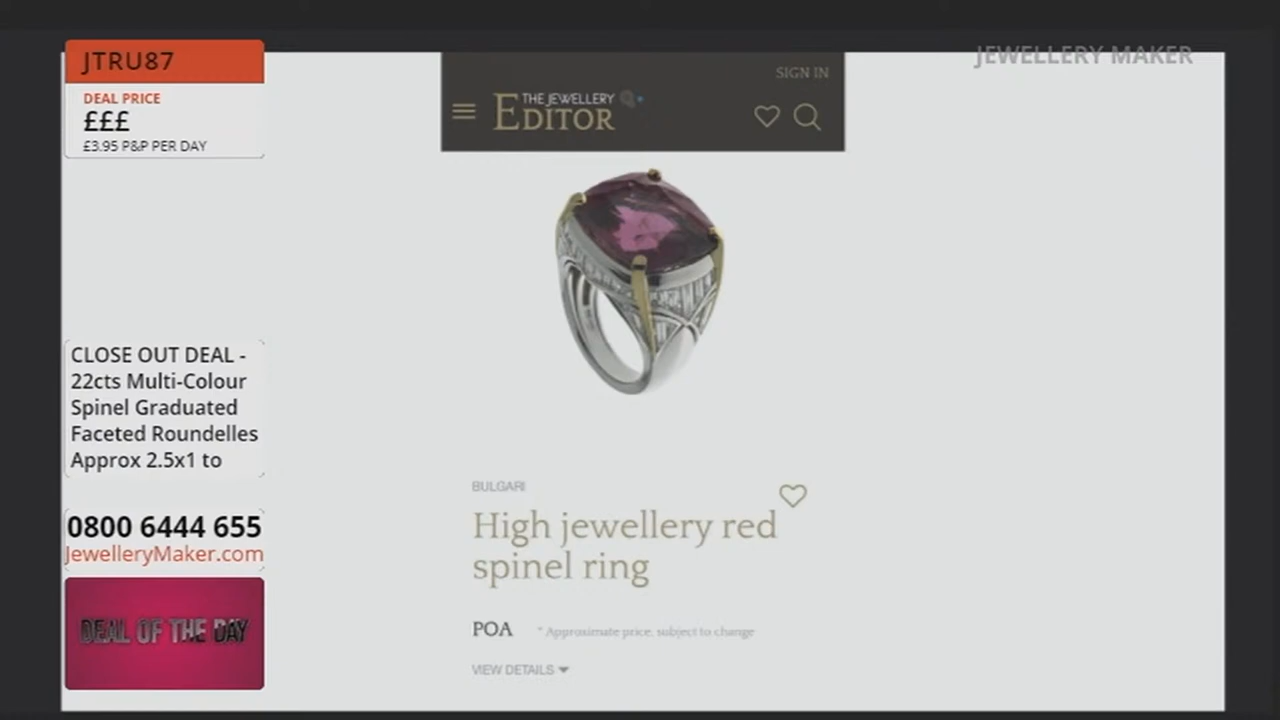 JTRU87
DEAL PRICE
£££
£3.95 P&P PER DAY
CLOSE OUT DEAL -
22cts Multi-Colour
Spinel Graduated
Faceted Roundelles
Approx 2.5x1 to
0800 6444 655
JewelleryMaker.com
DEAL OF THE DAY
JEWELLERY MAKER
SIGN IN
THE JEWELLERY
EDITOR
BULGARI
High jewellery red
spinel ring
POA * Approximate price, subject to change
VIEW DETAILS